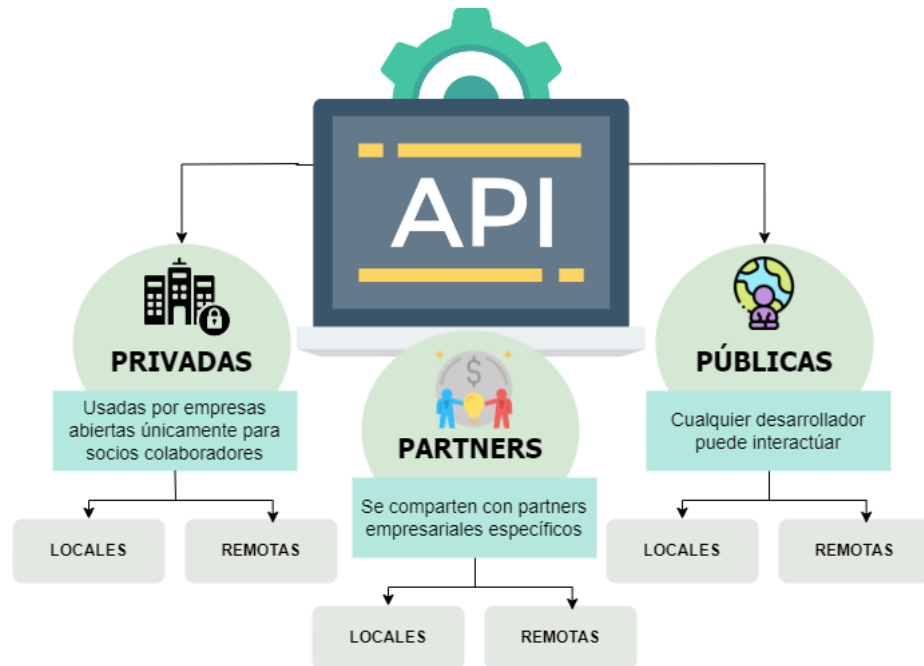 API
PRIVADAS
Usadas por empresas
abiertas únicamente para
socios colaboradores
LOCALES
REMOTAS
$
PARTNERS
Se comparten con partners
empresariales específicos
LOCALES
REMOTAS
PÚBLICAS
Cualquier desarrollador
puede interactúar
LOCALES
REMOTAS